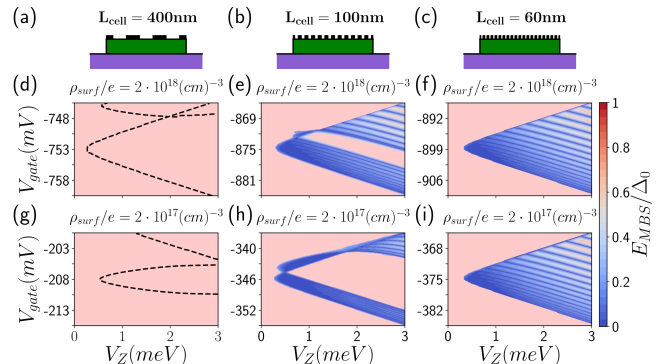 (a) L_cell = 400nm (b) L_cell = 100nm (c) L_cell = 60nm
(d) ρ_surf/e = 2 · 10^18(cm)^−3 (e) ρ_surf/e = 2 · 10^18(cm)^−3 (f) ρ_surf/e = 2 · 10^18(cm)^−3
V_gate(mV) -748 -753 -758
-869 -875 -881
-892 -899 -906
(g) ρ_surf/e = 2 · 10^17(cm)^−3 (h) ρ_surf/e = 2 · 10^17(cm)^−3 (i) ρ_surf/e = 2 · 10^17(cm)^−3
V_gate(mV) -203 -208 -213
-340 -345 -352
-368 -375 -382
0 1 2 3
0 1 2 3
0 1 2 3
V_Z(meV) V_Z(meV) V_Z(meV)
1 0.8 0.6 0.4 0.2 0
E_MBS/Δ_0